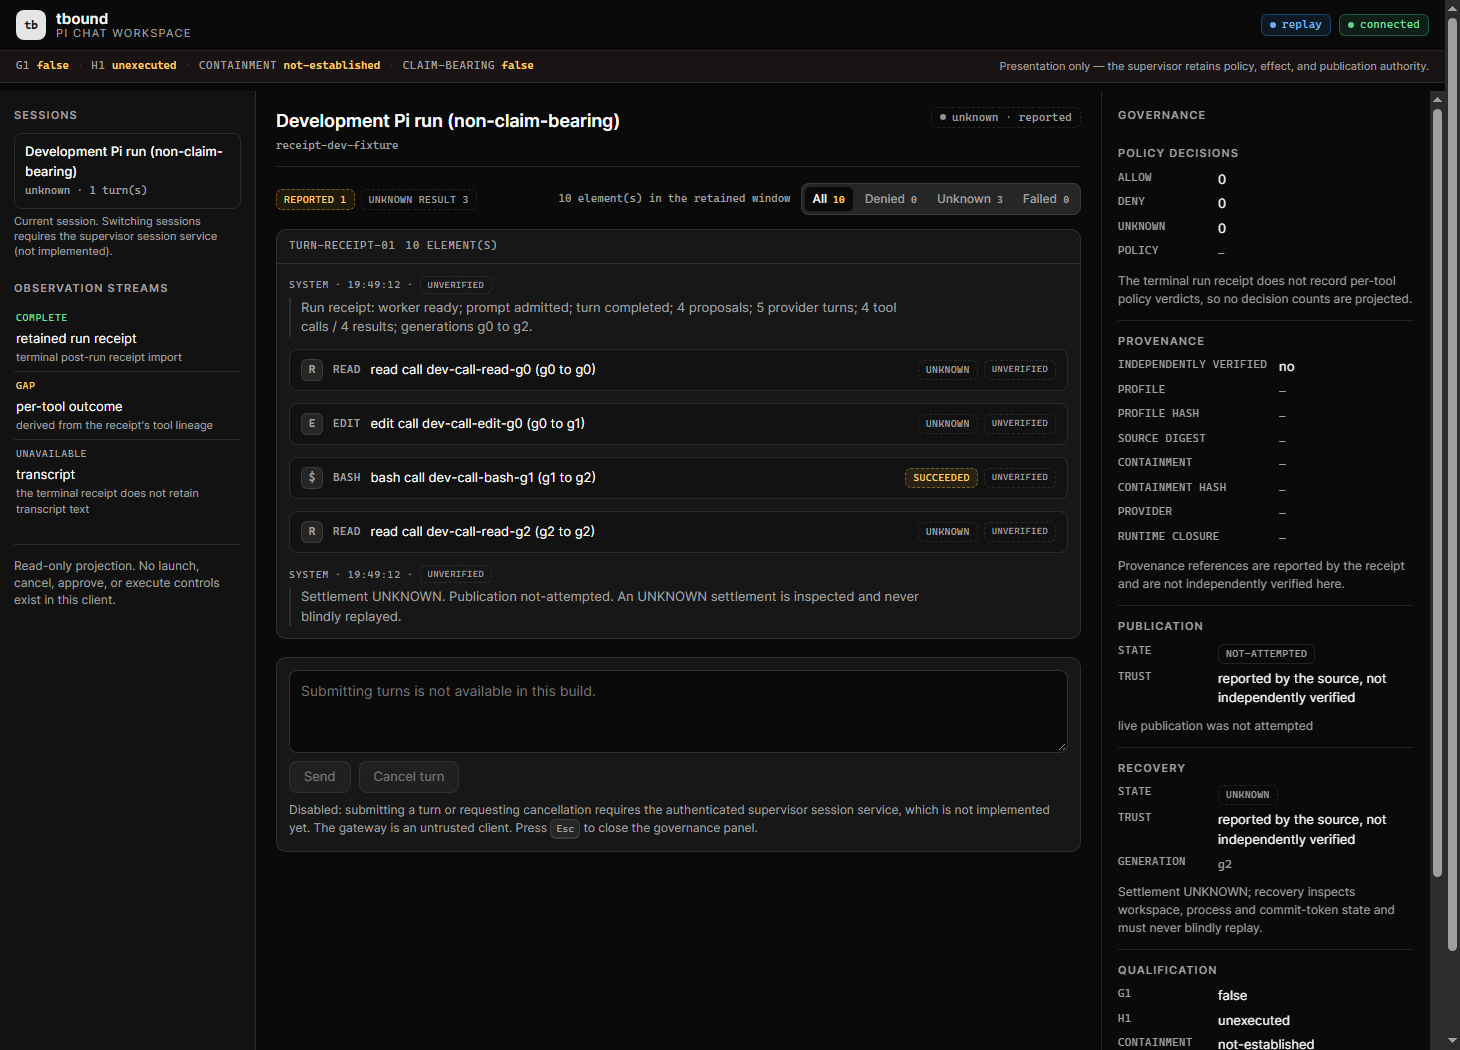 tb
tbound
PI CHAT WORKSPACE
replay
connected
G1 false · H1 unexecuted · CONTAINMENT not-established · CLAIM-BEARING false
Presentation only — the supervisor retains policy, effect, and publication authority.
SESSIONS
Development Pi run (non-claim-
bearing)
unknown · 1 turn(s)
Current session. Switching sessions
requires the supervisor session service
(not implemented).
OBSERVATION STREAMS
COMPLETE
retained run receipt
terminal post-run receipt import
GAP
per-tool outcome
derived from the receipt's tool lineage
UNAVAILABLE
transcript
the terminal receipt does not retain
transcript text
Read-only projection. No launch,
cancel, approve, or execute controls
exist in this client.
Development Pi run (non-claim-bearing)
receipt-dev-fixture
unknown · reported
REPORTED 1
UNKNOWN RESULT 3
10 element(s) in the retained window
All 10
Denied 0
Unknown 3
Failed 0
TURN-RECEIPT-01 10 ELEMENT(S)
SYSTEM · 19:49:12 · UNVERIFIED
Run receipt: worker ready; prompt admitted; turn completed; 4 proposals; 5 provider turns; 4 tool
calls / 4 results; generations g0 to g2.
R READ read call dev-call-read-g0 (g0 to g0) UNKNOWN UNVERIFIED
E EDIT edit call dev-call-edit-g0 (g0 to g1) UNKNOWN UNVERIFIED
$ BASH bash call dev-call-bash-g1 (g1 to g2) SUCCEEDED UNVERIFIED
R READ read call dev-call-read-g2 (g2 to g2) UNKNOWN UNVERIFIED
SYSTEM · 19:49:12 · UNVERIFIED
Settlement UNKNOWN. Publication not-attempted. An UNKNOWN settlement is inspected and never
blindly replayed.
Submitting turns is not available in this build.
Send
Cancel turn
Disabled: submitting a turn or requesting cancellation requires the authenticated supervisor session service, which is not implemented
yet. The gateway is an untrusted client. Press Esc to close the governance panel.
GOVERNANCE
POLICY DECISIONS
ALLOW 0
DENY 0
UNKNOWN 0
POLICY –
The terminal run receipt does not record per-tool
policy verdicts, so no decision counts are projected.
PROVENANCE
INDEPENDENTLY VERIFIED no
PROFILE –
PROFILE HASH –
SOURCE DIGEST –
CONTAINMENT –
CONTAINMENT HASH –
PROVIDER –
RUNTIME CLOSURE –
Provenance references are reported by the receipt
and are not independently verified here.
PUBLICATION
STATE NOT-ATTEMPTED
TRUST reported by the source, not
independently verified
live publication was not attempted
RECOVERY
STATE UNKNOWN
TRUST reported by the source, not
independently verified
GENERATION g2
Settlement UNKNOWN; recovery inspects
workspace, process and commit-token state and
must never blindly replay.
QUALIFICATION
G1 false
H1 unexecuted
CONTAINMENT not-established